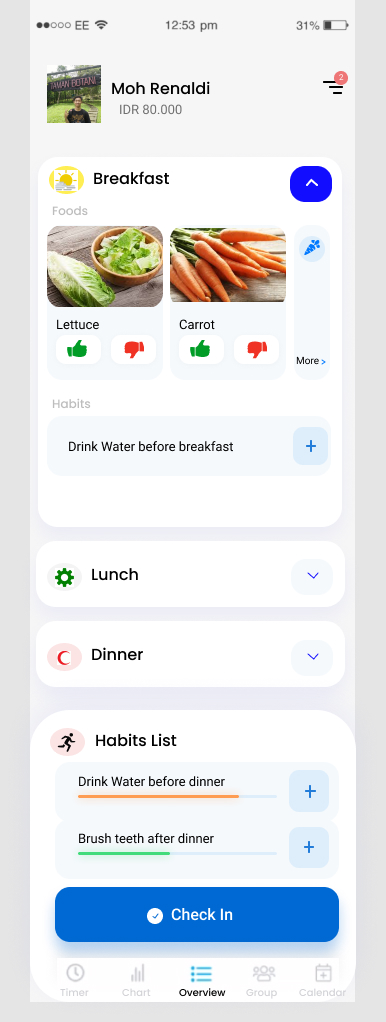 EE 12:53 pm 31%
TAMAN BOTANI
2
Moh Renaldi
IDR 80.000
Breakfast
Foods
Lettuce
Carrot
More >
Habits
Drink Water before breakfast
Lunch
Dinner
Habits List
Drink Water before dinner
Brush teeth after dinner
Check In
Timer Chart Overview Group Calendar